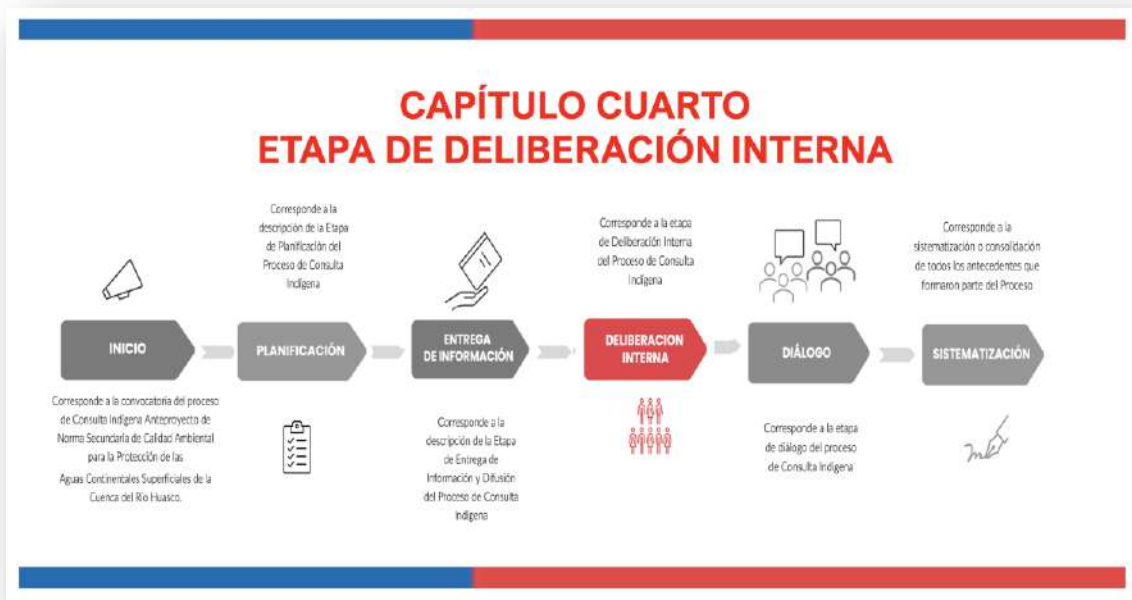 CAPÍTULO CUARTO
ETAPA DE DELIBERACIÓN INTERNA
INICIO
Corresponde a la convocatoria del proceso
de Consulta Indígena Anteproyecto de
Norma Secundaria de Calidad Ambiental
para la Protección de las
Aguas Continentales Superficiales de la
Cuenca del Río Huasco.
Corresponde a la
descripción de la Etapa
de Planificación del
Proceso de Consulta
Indígena
PLANIFICACIÓN
ENTREGA
DE INFORMACIÓN
Corresponde a la
descripción de la Etapa
de Entrega de
Información y Difusión
del Proceso de Consulta
Indígena
Corresponde a la etapa
de Deliberación Interna
del Proceso de Consulta
Indígena
DELIBERACION
INTERNA
DIÁLOGO
Corresponde a la etapa
de diálogo del proceso
de Consulta Indígena
Corresponde a la
sistematización o consolidación
de todos los antecedentes que
formaron parte del Proceso
SISTEMATIZACIÓN